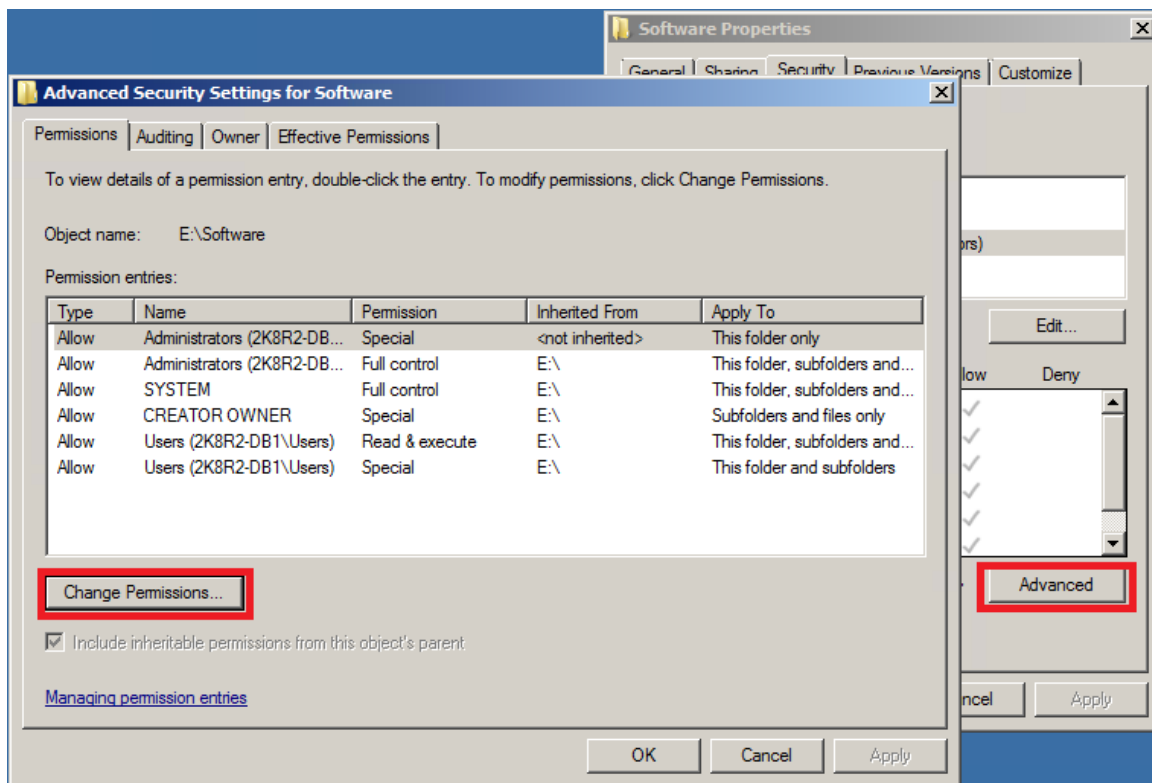 Software Properties
General Sharing Security Previous Versions Customize
Advanced Security Settings for Software
Permissions Auditing Owner Effective Permissions
To view details of a permission entry, double-click the entry. To modify permissions, click Change Permissions.
Object name: E:\Software
Permission entries:
Type Name Permission Inherited From Apply To
Allow Administrators (2K8R2-DB... Special <not inherited> This folder only
Allow Administrators (2K8R2-DB... Full control E:\ This folder, subfolders and...
Allow SYSTEM Full control E:\ This folder, subfolders and...
Allow CREATOR OWNER Special E:\ Subfolders and files only
Allow Users (2K8R2-DB1\Users) Read & execute E:\ This folder, subfolders and...
Allow Users (2K8R2-DB1\Users) Special E:\ This folder and subfolders
Change Permissions...
Include inheritable permissions from this object's parent
Managing permission entries
OK Cancel Apply
ors)
Edit...
low Deny
Advanced
ncel Apply